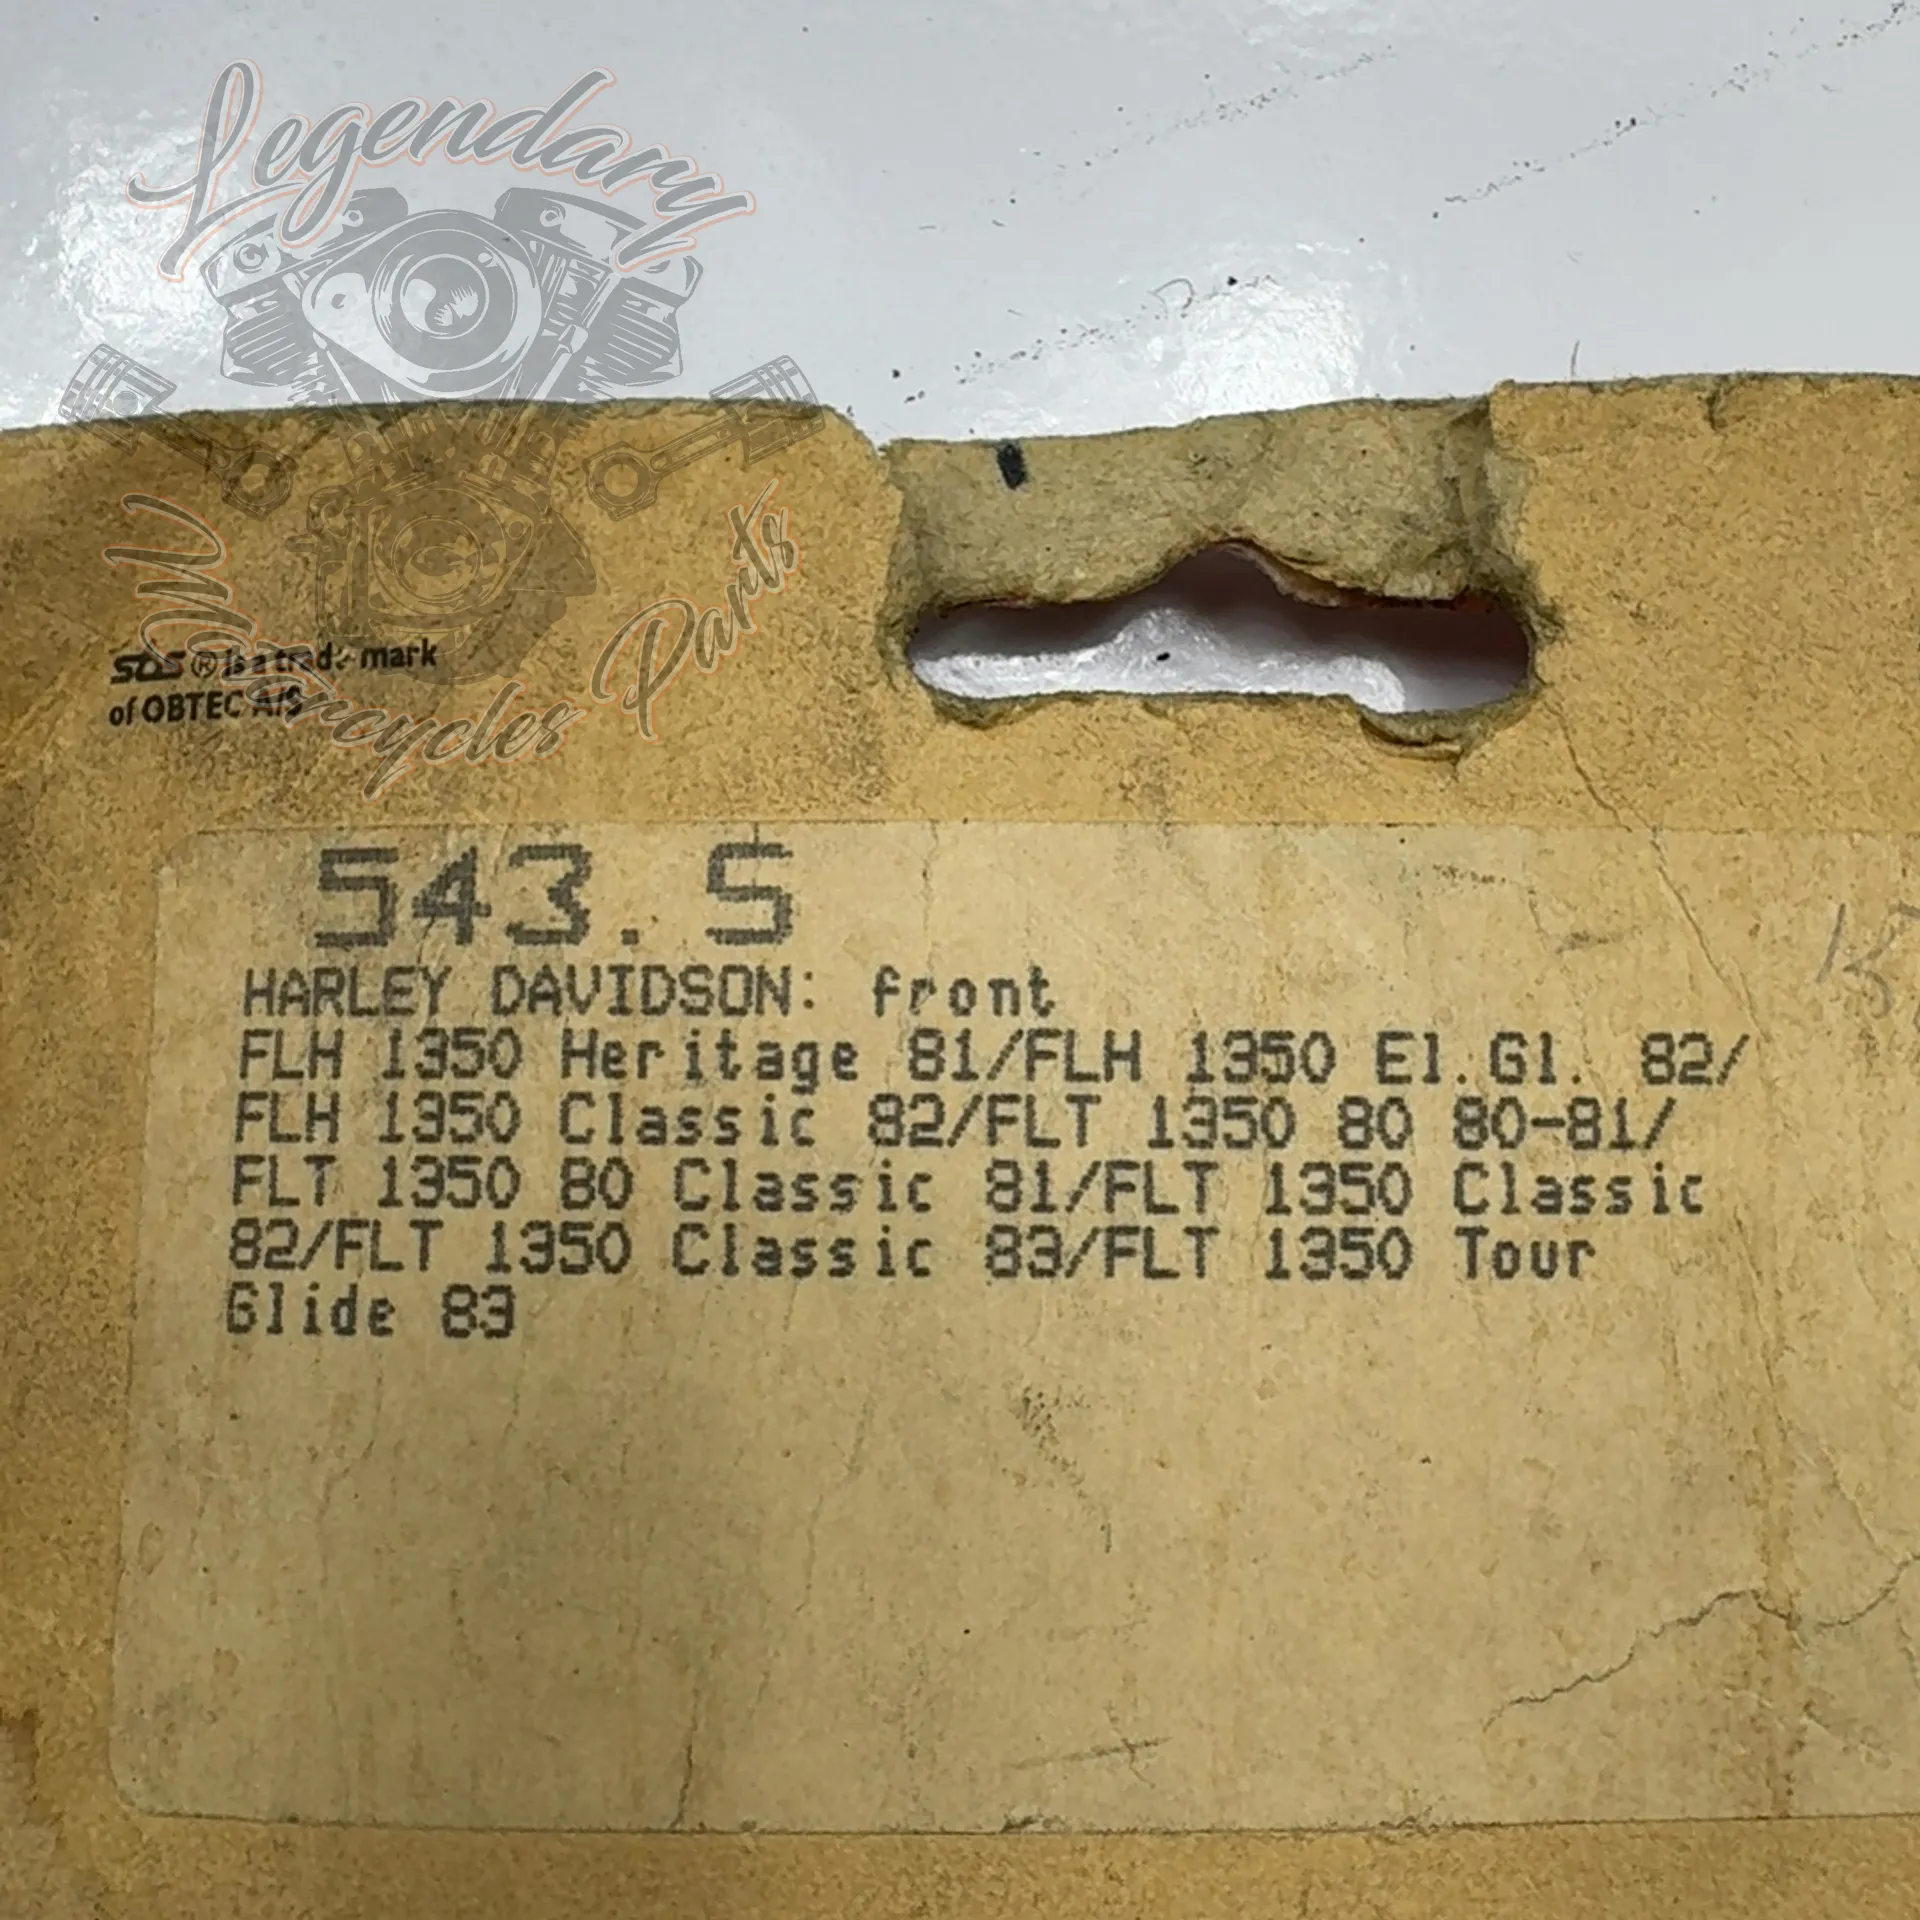 Legendary
Motorcycles Parts
SBS ® is a trade mark
of OBTEC A/S
543.S
HARLEY DAVIDSON: front
FLH 1350 Heritage 81/FLH 1350 El.Gl. 82/
FLH 1350 Classic 82/FLT 1350 80 80-81/
FLT 1350 80 Classic 81/FLT 1350 Classic
82/FLT 1350 Classic 83/FLT 1350 Tour
Glide 83